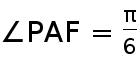 ∠PAF = π/6